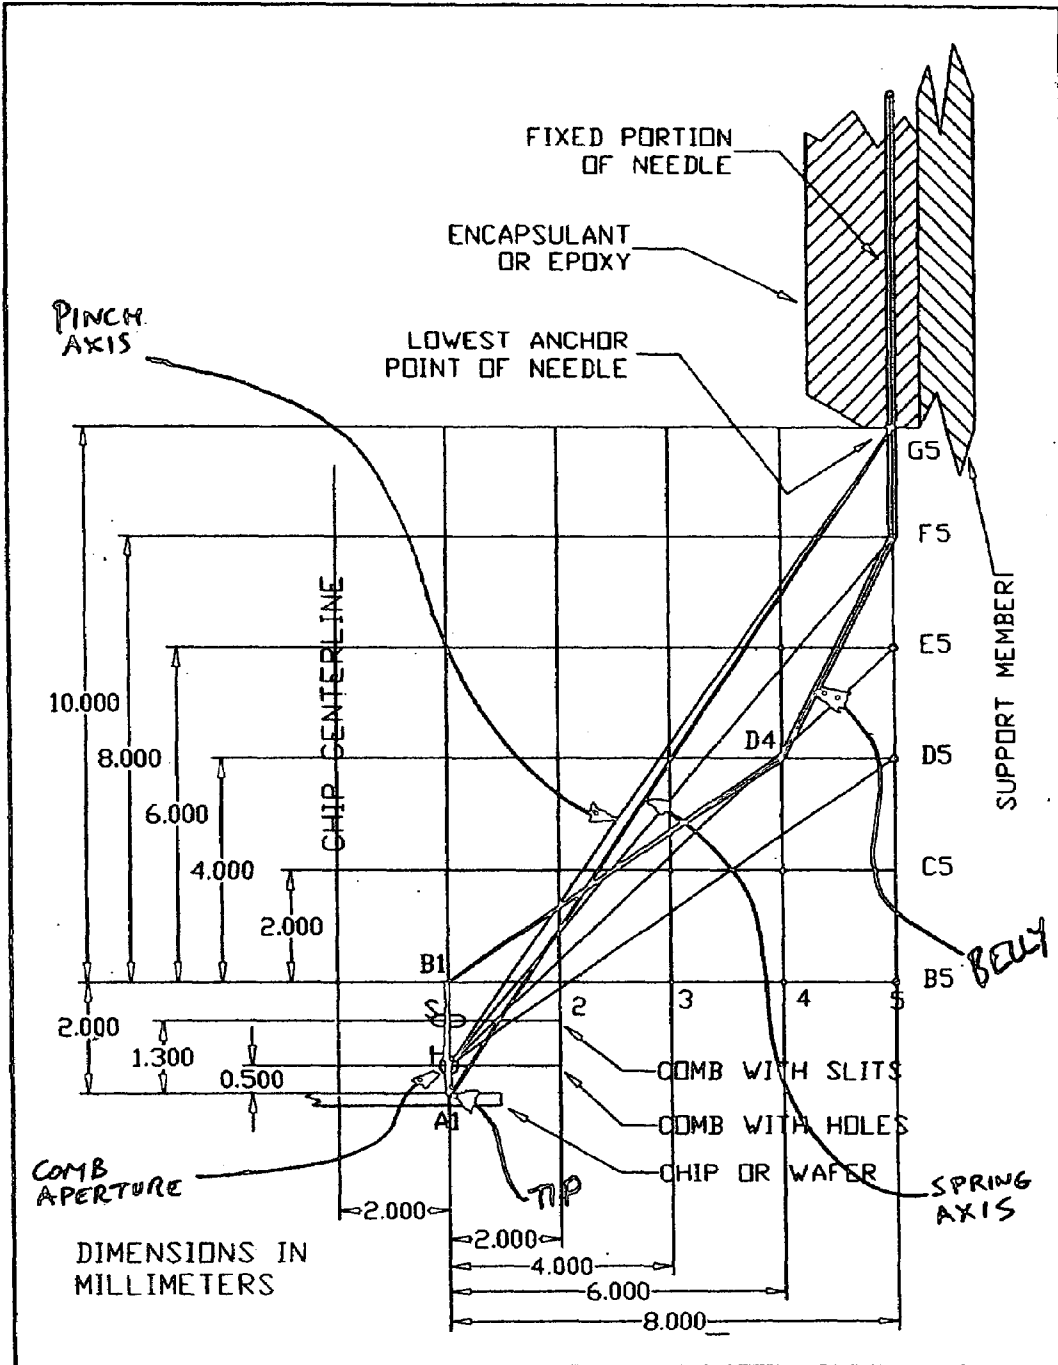 FIXED PORTION
OF NEEDLE
ENCAPSULANT
OR EPOXY
PINCH
AXIS
LOWEST ANCHOR
POINT OF NEEDLE
G5
F5
SUPPORT MEMBER
CHIP CENTERLINE
E5
10.000
D4
8.000
D5
6.000
4.000
C5
2.000
B1
BELLY
B5
2
3
4
5
S
2.000
1.300
T
COMB WITH SLITS
0.500
A1
COMB WITH HOLES
COMB
APERTURE
TIP
CHIP OR WAFER
SPRING
AXIS
2.000
2.000
DIMENSIONS IN
MILLIMETERS
4.000
6.000
8.000